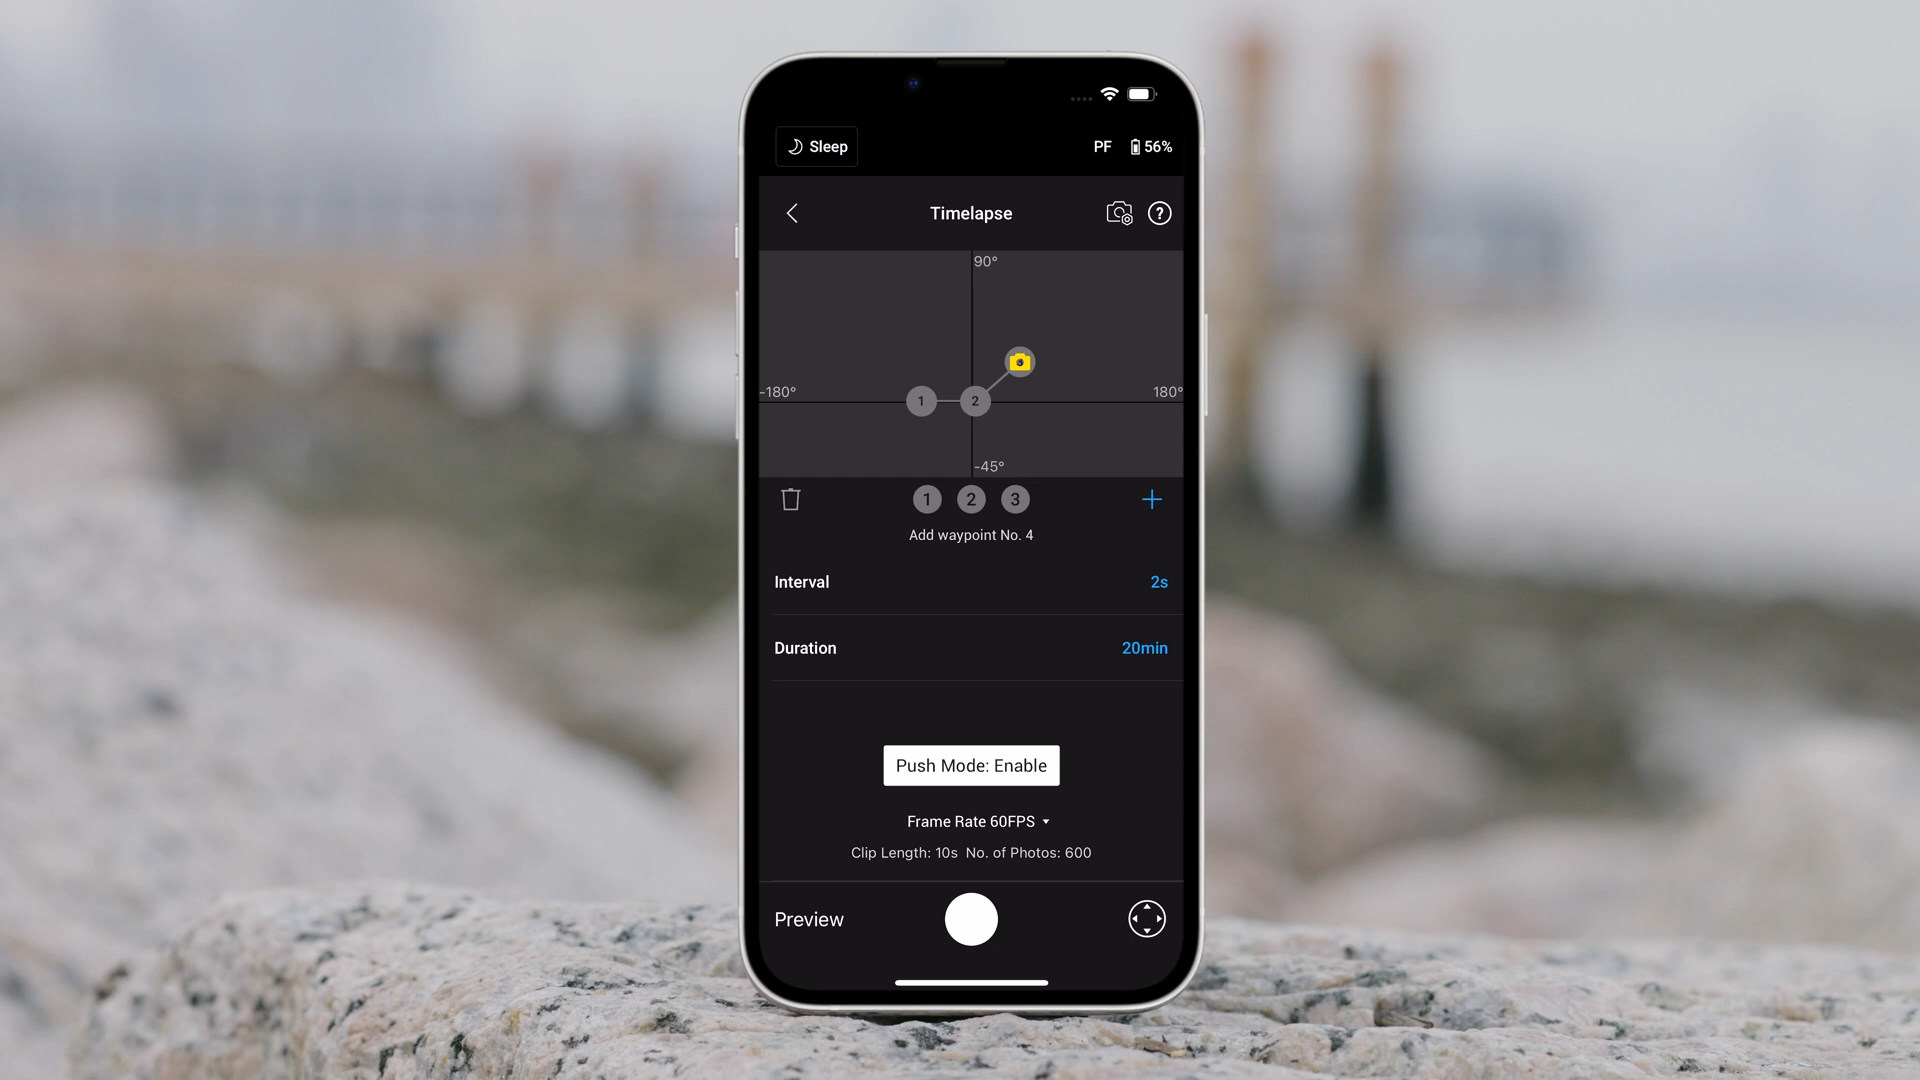 Sleep PF 56%
Timelapse ?
90°
-180° 180°
1 2
-45°
1 2 3
Add waypoint No. 4
Interval 2s
Duration 20min
Push Mode: Enable
Frame Rate 60FPS
Clip Length: 10s No. of Photos: 600
Preview